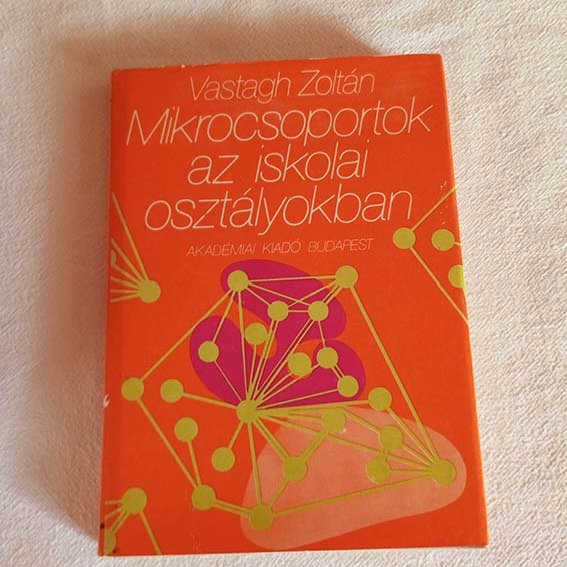 Vastagh Zoltán
Mikrocsoportok
az iskolai
osztályokban
AKADÉMIAI KIADÓ BUDAPEST